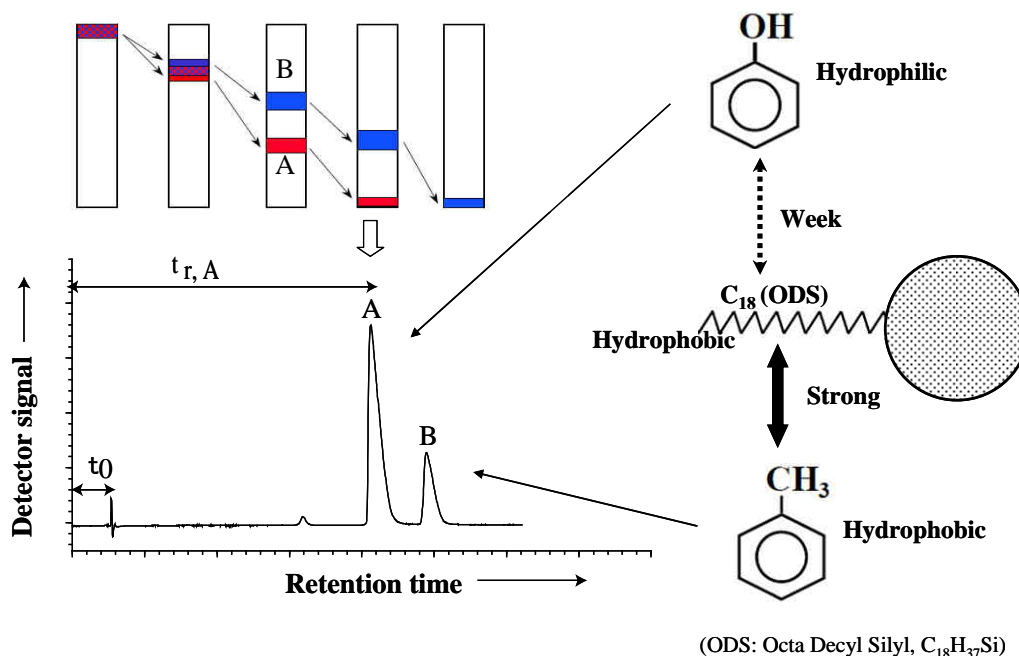 OH
Hydrophilic
B
A
Week
t r, A
C18 (ODS)
Hydrophobic
A
Strong
B
t0
CH3
Hydrophobic
Detector signal
Retention time
(ODS: Octa Decyl Silyl, C18H37Si)